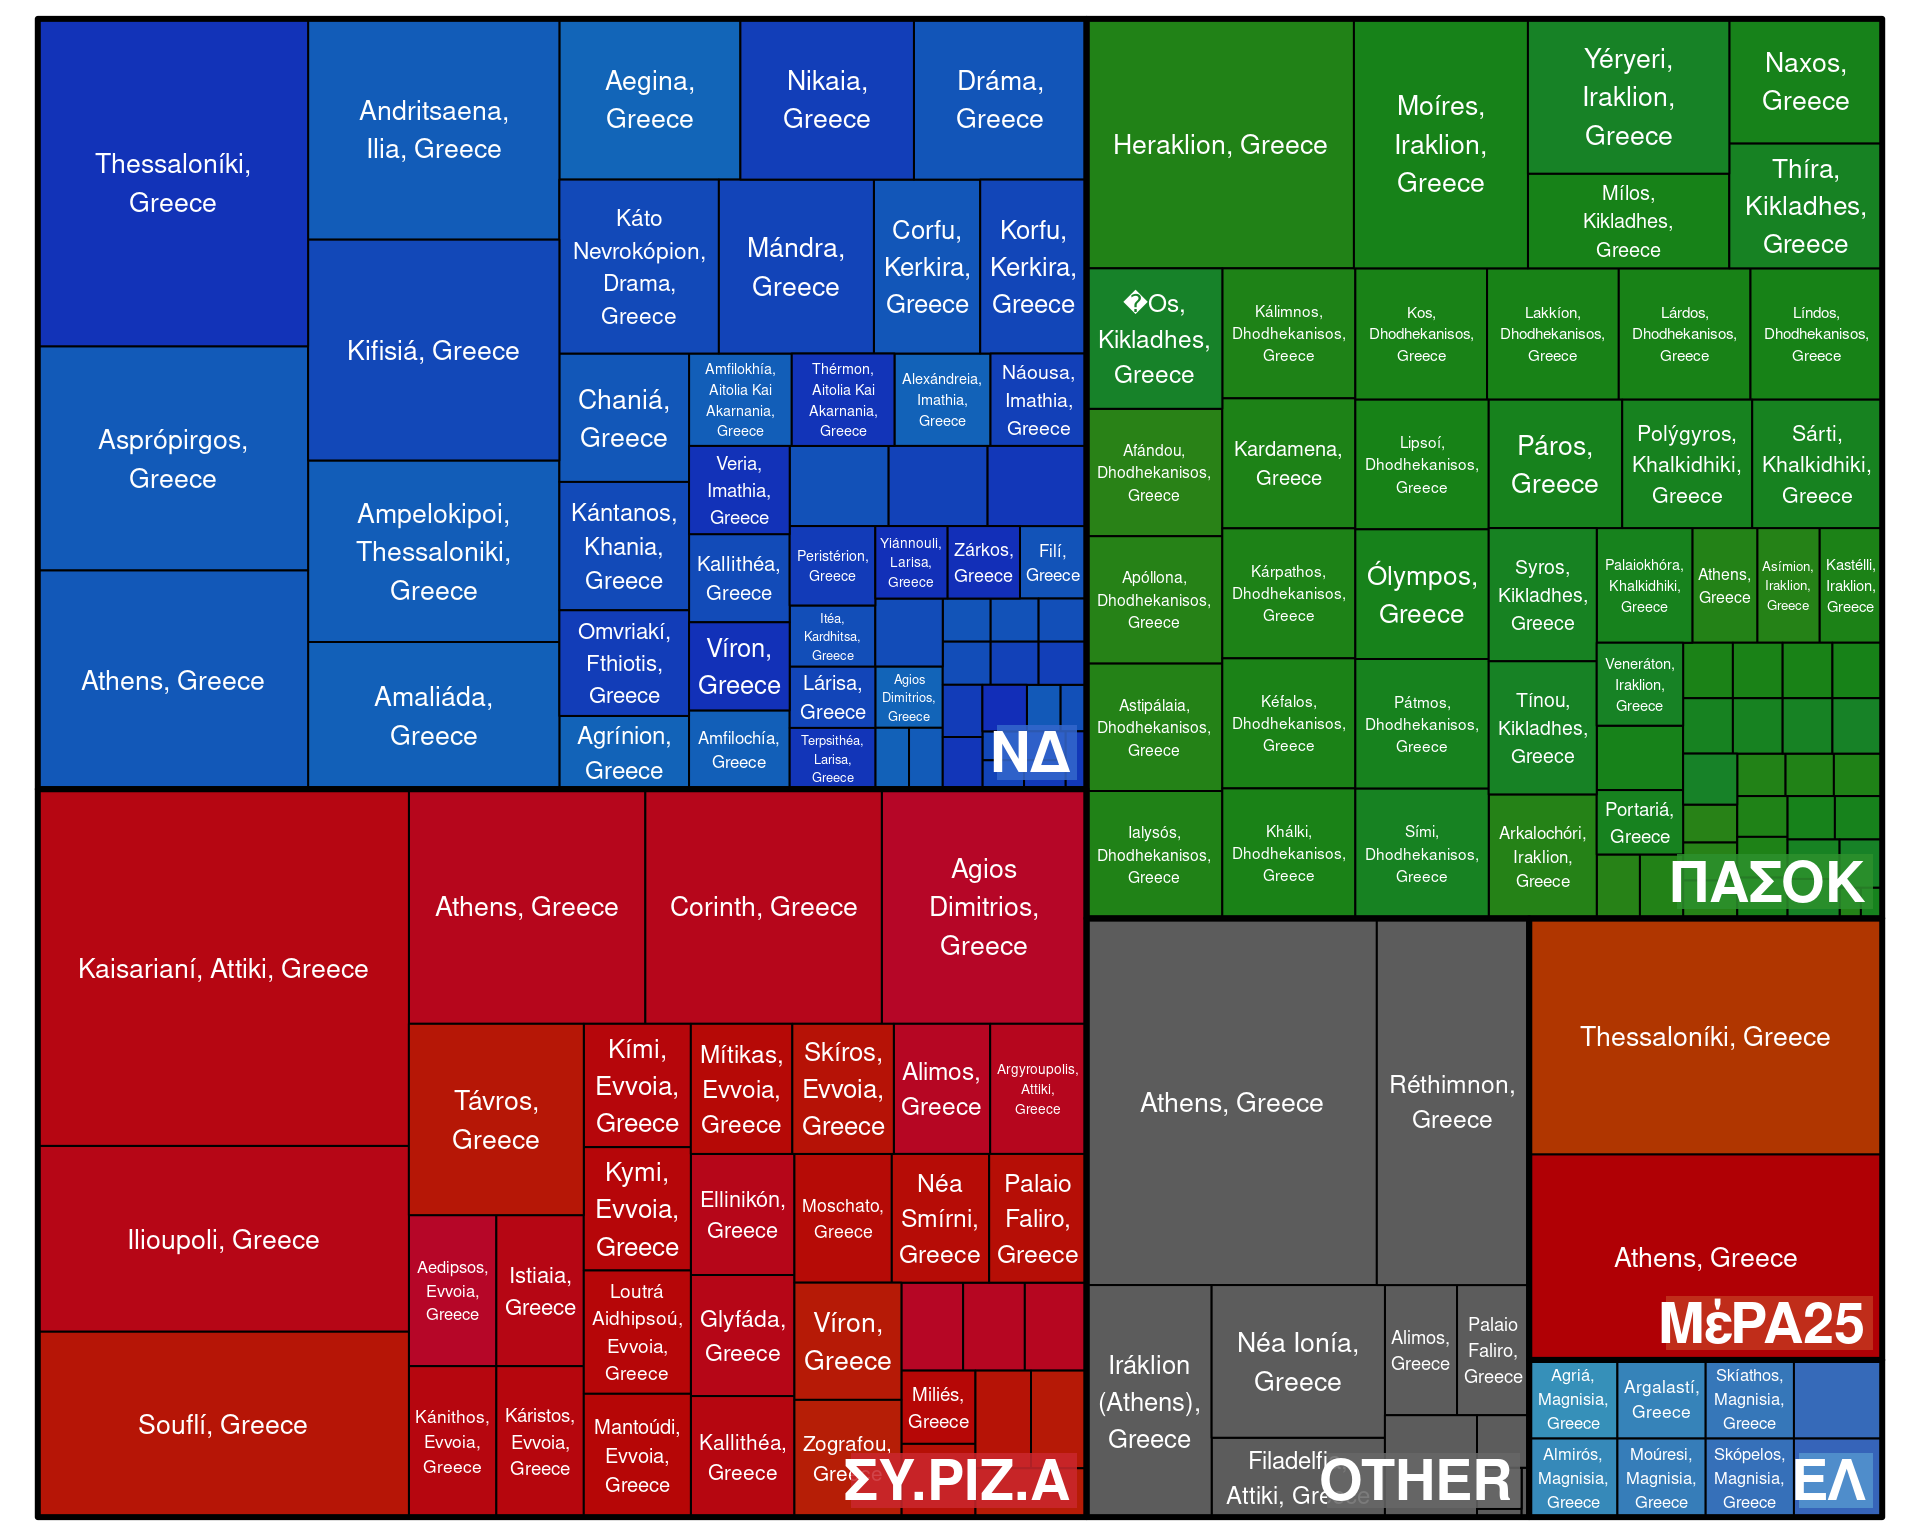 Thessaloníki,
Greece
Asprópirgos,
Greece
Athens, Greece
Andritsaena,
Ilia, Greece
Kifisiá, Greece
Ampelokipoi,
Thessaloniki,
Greece
Amaliáda,
Greece
Aegina,
Greece
Nikaia,
Greece
Dráma,
Greece
Káto
Nevrokópion,
Drama,
Greece
Mándra,
Greece
Corfu,
Kerkira,
Greece
Korfu,
Kerkira,
Greece
Chaniá,
Greece
Kántanos,
Khania,
Greece
Omvriakí,
Fthiotis,
Greece
Agrínion,
Greece
Amfilokhía,
Aitolia Kai
Akarnania,
Greece
Thérmon,
Aitolia Kai
Akarnania,
Greece
Alexándreia,
Imathia,
Greece
Náousa,
Imathia,
Greece
Veria,
Imathia,
Greece
Kallithéa,
Greece
Víron,
Greece
Amfilochía,
Greece
Peristérion,
Greece
Yiánnouli,
Larisa,
Greece
Zárkos,
Greece
Filí,
Greece
Itéa,
Kardhitsa,
Greece
Lárisa,
Greece
Agios
Dimitrios,
Greece
Terpsithéa,
Larisa,
Greece
ΝΔ
Heraklion, Greece
Moíres,
Iraklion,
Greece
Yéryeri,
Iraklion,
Greece
Mílos,
Kikladhes,
Greece
Naxos,
Greece
Thíra,
Kikladhes,
Greece
�Os,
Kikladhes,
Greece
Kálimnos,
Dhodhekanisos,
Greece
Kos,
Dhodhekanisos,
Greece
Lakkíon,
Dhodhekanisos,
Greece
Lárdos,
Dhodhekanisos,
Greece
Líndos,
Dhodhekanisos,
Greece
Afándou,
Dhodhekanisos,
Greece
Kardamena,
Greece
Lipsoí,
Dhodhekanisos,
Greece
Páros,
Greece
Polýgyros,
Khalkidhiki,
Greece
Sárti,
Khalkidhiki,
Greece
Apóllona,
Dhodhekanisos,
Greece
Kárpathos,
Dhodhekanisos,
Greece
Ólympos,
Greece
Syros,
Kikladhes,
Greece
Palaiokhóra,
Khalkidhiki,
Greece
Athens,
Greece
Asímion,
Iraklion,
Greece
Kastélli,
Iraklion,
Greece
Astipálaia,
Dhodhekanisos,
Greece
Kéfalos,
Dhodhekanisos,
Greece
Pátmos,
Dhodhekanisos,
Greece
Tínou,
Kikladhes,
Greece
Veneráton,
Iraklion,
Greece
Ialysós,
Dhodhekanisos,
Greece
Khálki,
Dhodhekanisos,
Greece
Sími,
Dhodhekanisos,
Greece
Arkalochóri,
Iraklion,
Greece
Portariá,
Greece
ΠΑΣΟΚ
Kaisarianí, Attiki, Greece
Ilioupoli, Greece
Souflí, Greece
Athens, Greece
Corinth, Greece
Agios
Dimitrios,
Greece
Távros,
Greece
Kími,
Evvoia,
Greece
Mítikas,
Evvoia,
Greece
Skíros,
Evvoia,
Greece
Alimos,
Greece
Argyroupolis,
Attiki,
Greece
Kymi,
Evvoia,
Greece
Ellinikón,
Greece
Moschato,
Greece
Néa
Smírni,
Greece
Palaio
Faliro,
Greece
Aedipsos,
Evvoia,
Greece
Istiaia,
Greece
Loutrá
Aidhipsoú,
Evvoia,
Greece
Glyfáda,
Greece
Víron,
Greece
Kánithos,
Evvoia,
Greece
Káristos,
Evvoia,
Greece
Mantoúdi,
Evvoia,
Greece
Kallithéa,
Greece
Zografou,
Greece
Miliés,
Greece
ΣΥ.ΡΙΖ.Α
Athens, Greece
Réthimnon,
Greece
Iráklion
(Athens),
Greece
Néa Ionía,
Greece
Alimos,
Greece
Palaio
Faliro,
Greece
Filadelfi
Attiki, Greece
OTHER
Thessaloníki, Greece
Athens, Greece
ΜέΡΑ25
Agriá,
Magnisia,
Greece
Argalastí,
Greece
Skíathos,
Magnisia,
Greece
Almirós,
Magnisia,
Greece
Moúresi,
Magnisia,
Greece
Skópelos,
Magnisia,
Greece
ΕΛ